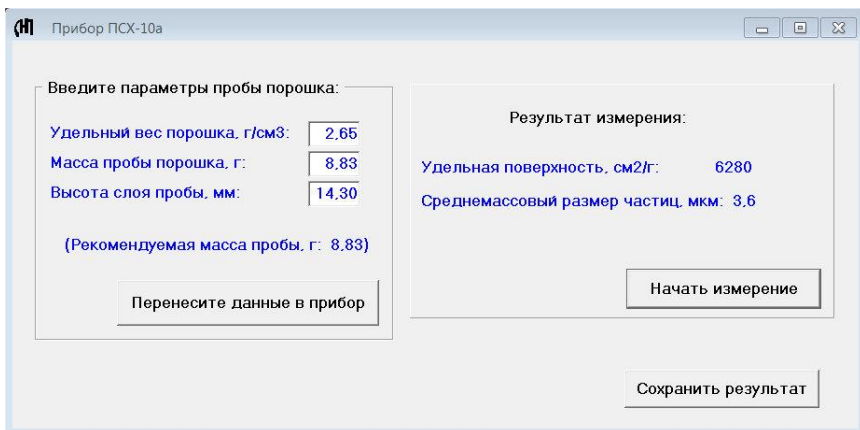 Прибор ПСХ-10а
Введите параметры пробы порошка:
Удельный вес порошка, г/см3: 2,65
Масса пробы порошка, г: 8,83
Высота слоя пробы, мм: 14,30
(Рекомендуемая масса пробы, г: 8,83)
Перенесите данные в прибор
Результат измерения:
Удельная поверхность, см2/г: 6280
Среднемассовый размер частиц, мкм: 3,6
Начать измерение
Сохранить результат